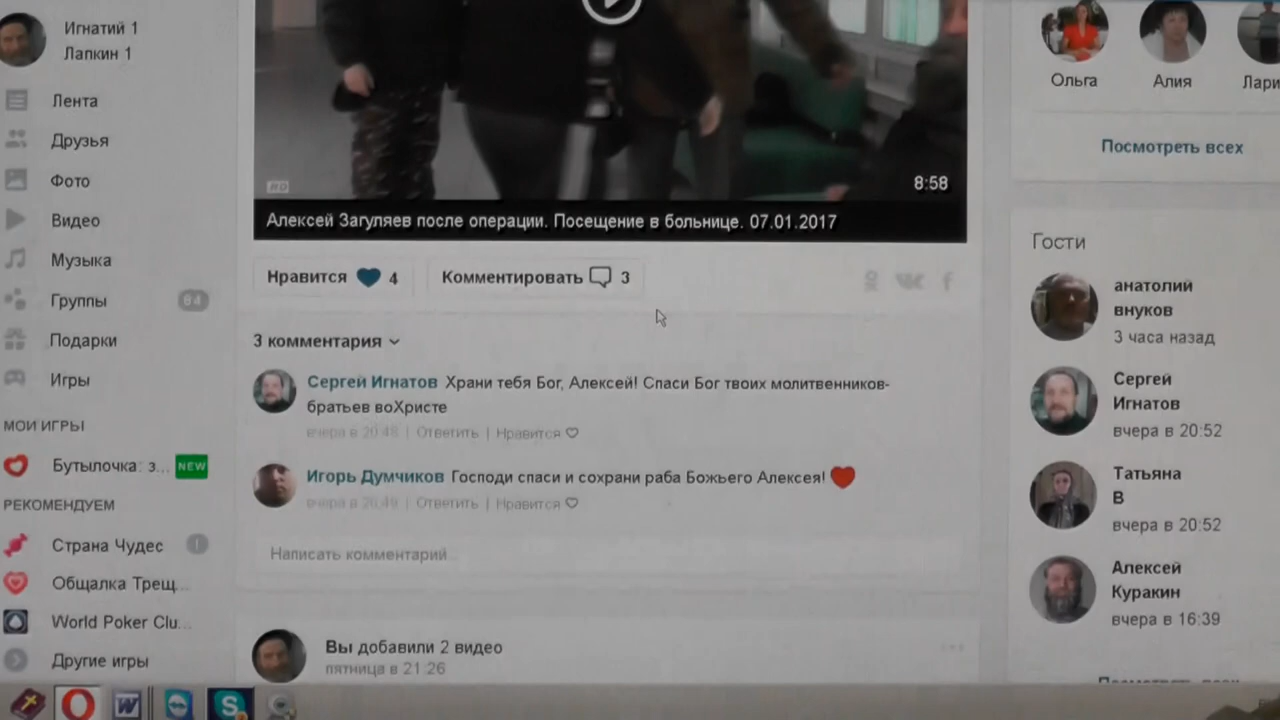 Игнатий 1
Лапкин 1
Лента
Друзья
Фото
Видео
Музыка
Группы 64
Подарки
Игры
МОИ ИГРЫ
Бутылочка: з... NEW
РЕКОМЕНДУЕМ
Страна Чудес
Общалка Трещ...
World Poker Clu...
Другие игры
8:58
Алексей Загуляев после операции. Посещение в больнице. 07.01.2017
Нравится 4 Комментировать 3
3 комментария
Сергей Игнатов Храни тебя Бог, Алексей! Спаси Бог твоих молитвенников-
братьев воХристе
вчера в 20:48 | Ответить | Нравится
Игорь Думчиков Господи спаси и сохрани раба Божьего Алексея!
вчера в 20:49 | Ответить | Нравится
Написать комментарий...
Вы добавили 2 видео
пятница в 21:26
Ольга Алия Лари
Посмотреть всех
Гости
анатолий
внуков
3 часа назад
Сергей
Игнатов
вчера в 20:52
Татьяна
В
вчера в 20:52
Алексей
Куракин
вчера в 16:39